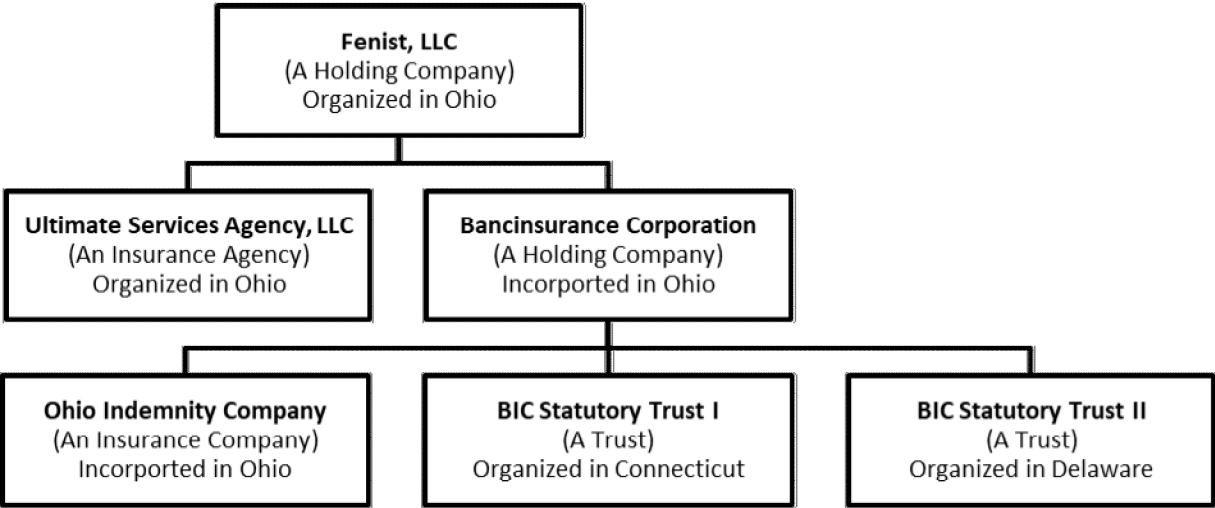 Fenist, LLC
(A Holding Company)
Organized in Ohio
Ultimate Services Agency, LLC
(An Insurance Agency)
Organized in Ohio
Bancinsurance Corporation
(A Holding Company)
Incorported in Ohio
Ohio Indemnity Company
(An Insurance Company)
Incorported in Ohio
BIC Statutory Trust I
(A Trust)
Organized in Connecticut
BIC Statutory Trust II
(A Trust)
Organized in Delaware